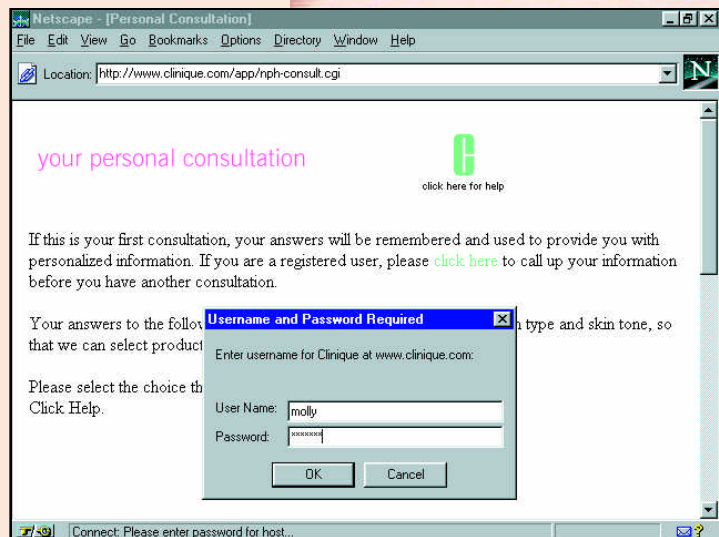 Netscape - [Personal Consultation]
File Edit View Go Bookmarks Options Directory Window Help
Location: http://www.clinique.com/app/nph-consult.cgi
N
your personal consultation
C
click here for help
If this is your first consultation, your answers will be remembered and used to provide you with
personalized information. If you are a registered user, please click here to call up your information
before you have another consultation.
Your answers to the follow
type and skin tone, so
that we can select product
Please select the choice th
Click Help.
Username and Password Required
Enter username for Clinique at www.clinique.com:
User Name: molly
Password: *******
OK Cancel
Connect: Please enter password for host...